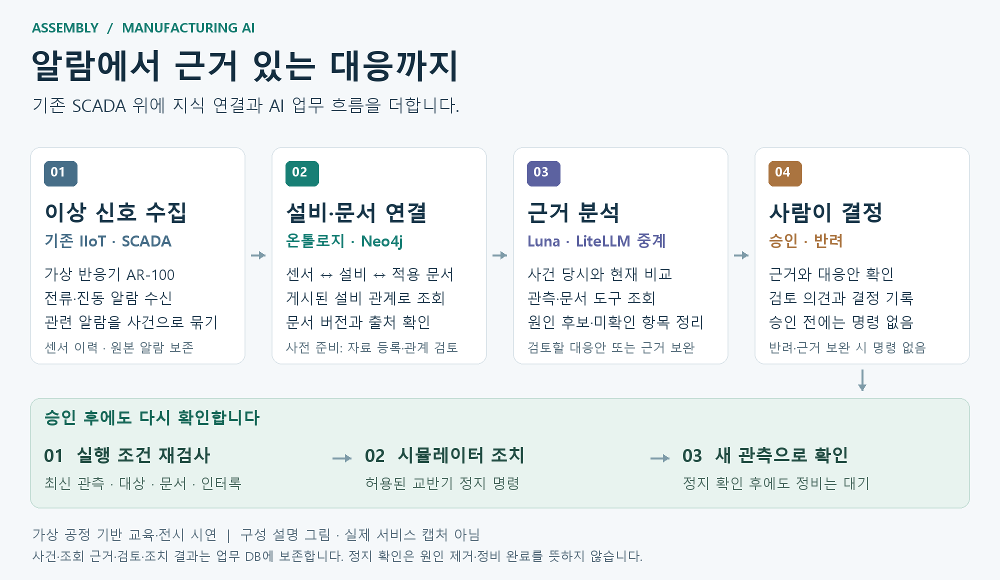 ASSEMBLY / MANUFACTURING AI
알람에서 근거 있는 대응까지
기존 SCADA 위에 지식 연결과 AI 업무 흐름을 더합니다.
01
이상 신호 수집
기존 IIoT · SCADA
가상 반응기 AR-100
전류·진동 알람 수신
관련 알람을 사건으로 묶기
센서 이력 · 원본 알람 보존
02
설비·문서 연결
온톨로지 · Neo4j
센서 ↔ 설비 ↔ 적용 문서
게시된 설비 관계로 조회
문서 버전과 출처 확인
사전 준비: 자료 등록·관계 검토
03
근거 분석
Luna · LiteLLM 중계
사건 당시와 현재 비교
관측·문서 도구 조회
원인 후보·미확인 항목 정리
검토할 대응안 또는 근거 보완
04
사람이 결정
승인 · 반려
근거와 대응안 확인
검토 의견과 결정 기록
승인 전에는 명령 없음
반려·근거 보완 시 명령 없음
승인 후에도 다시 확인합니다
01 실행 조건 재검사
최신 관측 · 대상 · 문서 · 인터록
02 시뮬레이터 조치
허용된 교반기 정지 명령
03 새 관측으로 확인
정지 확인 후에도 정비는 대기
가상 공정 기반 교육·전시 시연 | 구성 설명 그림 · 실제 서비스 캡처 아님
사건·조회 근거·검토·조치 결과는 업무 DB에 보존합니다. 정지 확인은 원인 제거·정비 완료를 뜻하지 않습니다.